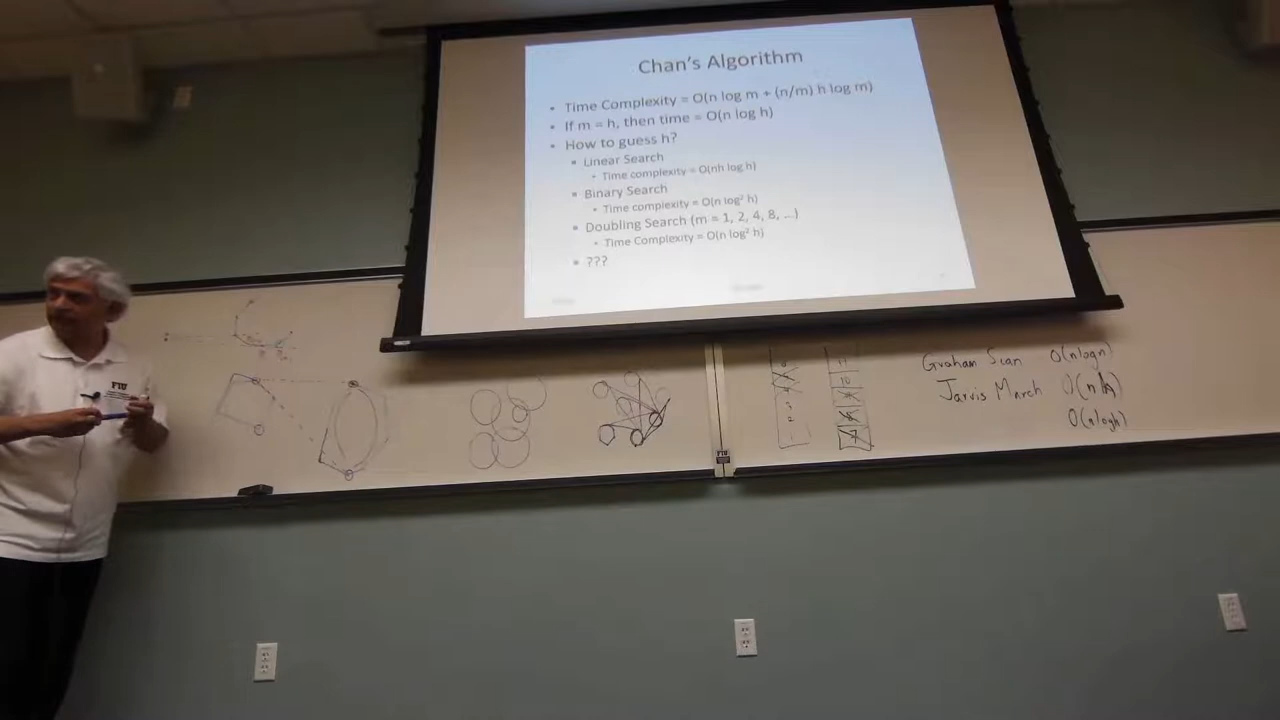 Chan's Algorithm
• Time Complexity = O(n log m + (n/m) h log m)
• If m = h, then time = O(n log h)
• How to guess h?
• Linear Search
• Time complexity = O(nh log h)
• Binary Search
• Time complexity = O(n log² h)
• Doubling Search (m = 1, 2, 4, 8, ...)
• Time Complexity = O(n log² h)
• ???
FIU
Graham Scan O(nlogn)
Jarvis March O(nh)
O(nlogh)
FIU